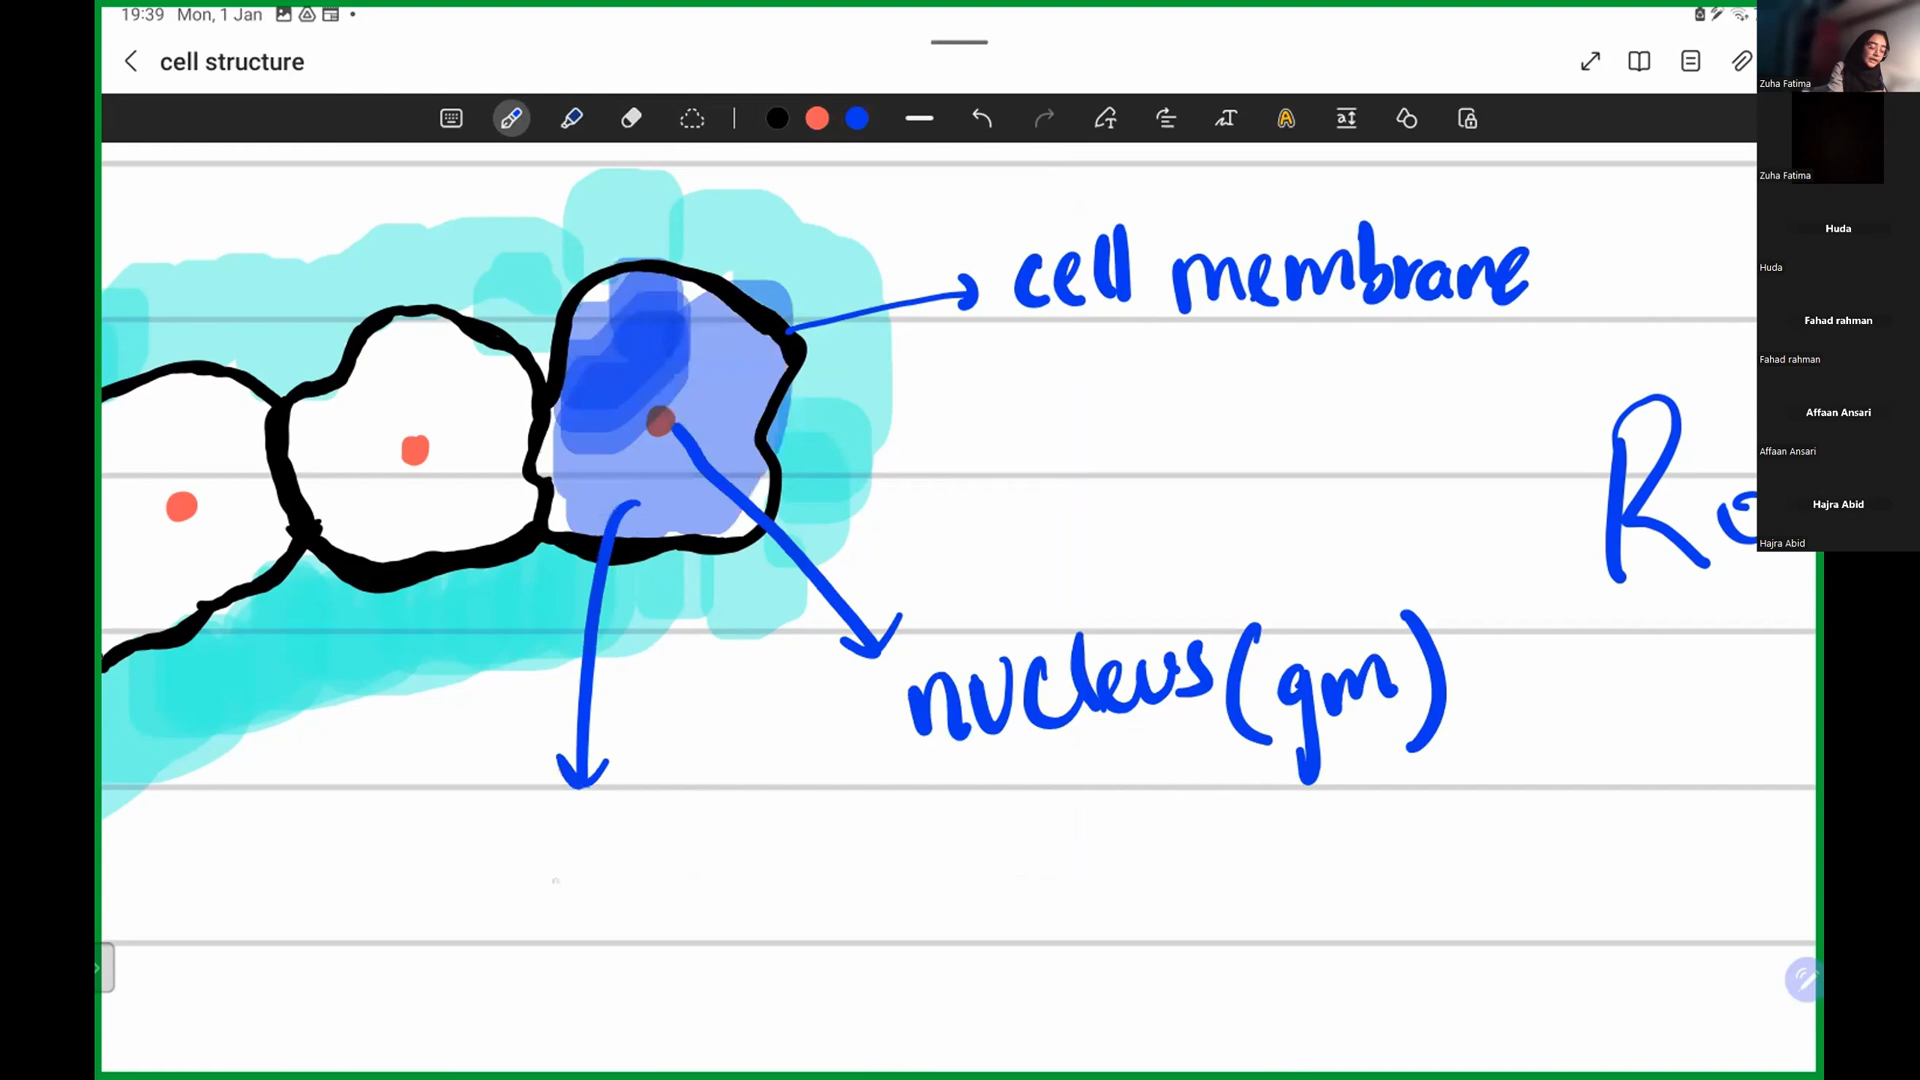 19:39 Mon, 1 Jan
cell structure
cell membrane
nucleus (gm)
Ro
Zuha Fatima
Zuha Fatima
Huda
Huda
Fahad rahman
Fahad rahman
Affaan Ansari
Affaan Ansari
Hajra Abid
Hajra Abid